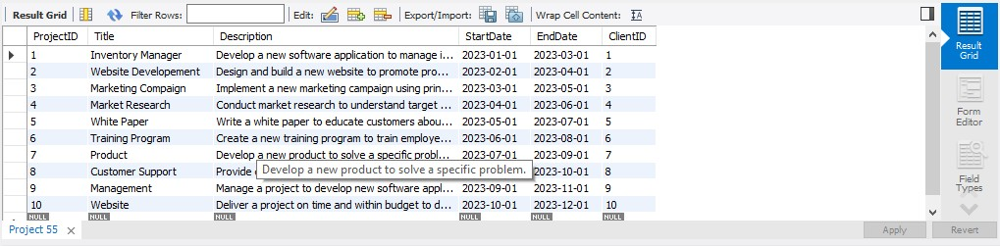 Result Grid Filter Rows: Edit: Export/Import: Wrap Cell Content: IA
ProjectID Title Description StartDate EndDate ClientID
1 Inventory Manager Develop a new software application to manage i... 2023-01-01 2023-03-01 1
2 Website Developement Design and build a new website to promote pro... 2023-02-01 2023-04-01 2
3 Marketing Compaign Implement a new marketing campaign using prin... 2023-03-01 2023-05-01 3
4 Market Research Conduct market research to understand target ... 2023-04-01 2023-06-01 4
5 White Paper Write a white paper to educate customers abou... 2023-05-01 2023-07-01 5
6 Training Program Create a new training program to train employe... 2023-06-01 2023-08-01 6
7 Product Develop a new product to solve a specific probl... 2023-07-01 2023-09-01 7
8 Customer Support Provide 2023-10-01 8
Develop a new product to solve a specific problem.
9 Management Manage a project to develop new software appl... 2023-09-01 2023-11-01 9
10 Website Deliver a project on time and within budget to d... 2023-10-01 2023-12-01 10
NULL NULL NULL NULL NULL NULL
Project 55 Apply Revert
Result
Grid
Form
Editor
Field
Types